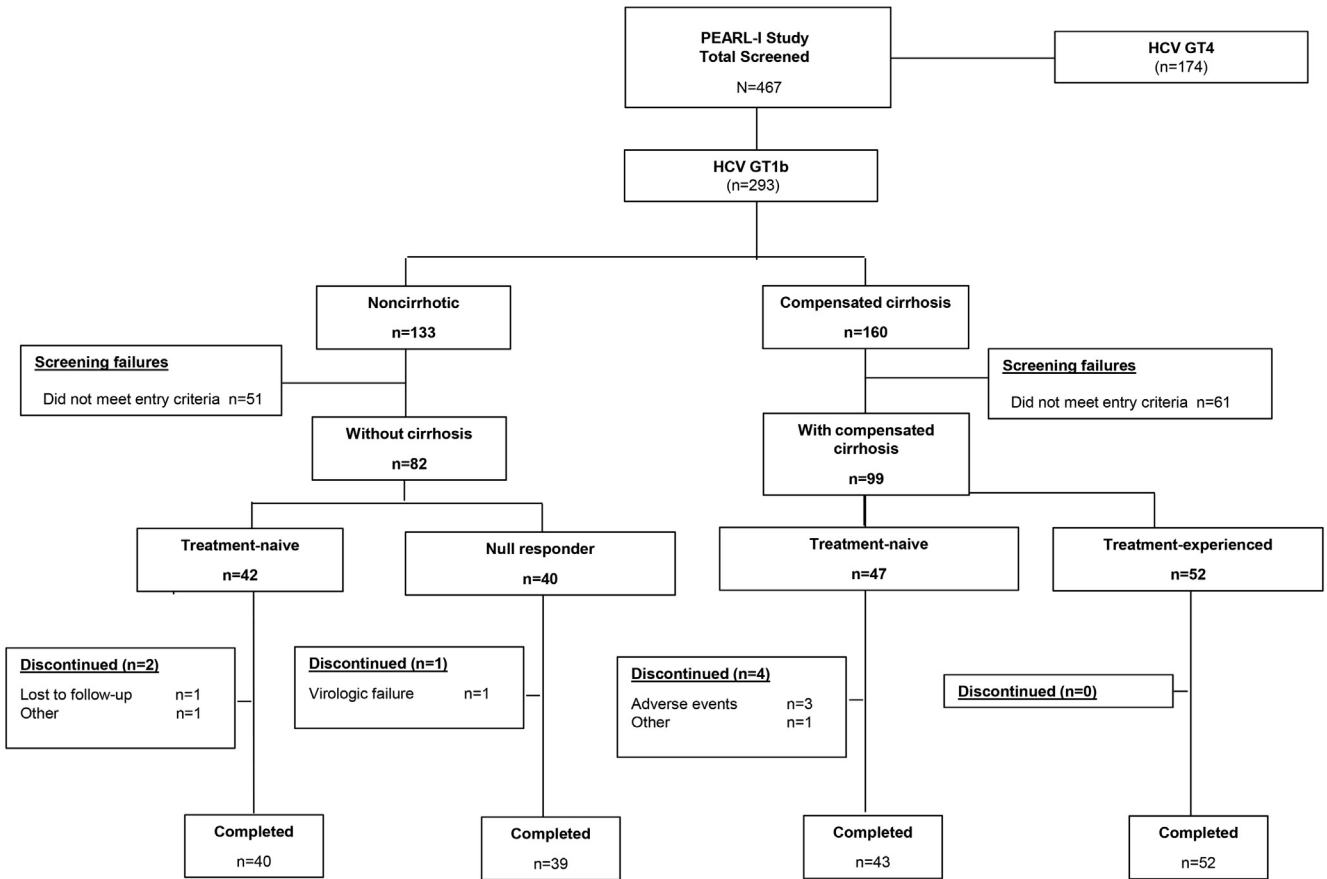 PEARL-I Study
Total Screened
N=467
HCV GT4
(n=174)
HCV GT1b
(n=293)
Noncirrhotic
n=133
Compensated cirrhosis
n=160
Screening failures
Did not meet entry criteria n=51
Screening failures
Did not meet entry criteria n=61
Without cirrhosis
n=82
With compensated
cirrhosis
n=99
Treatment-naive
n=42
Null responder
n=40
Treatment-naive
n=47
Treatment-experienced
n=52
Discontinued (n=2)
Lost to follow-up n=1
Other n=1
Discontinued (n=1)
Virologic failure n=1
Discontinued (n=4)
Adverse events n=3
Other n=1
Discontinued (n=0)
Completed
n=40
Completed
n=39
Completed
n=43
Completed
n=52